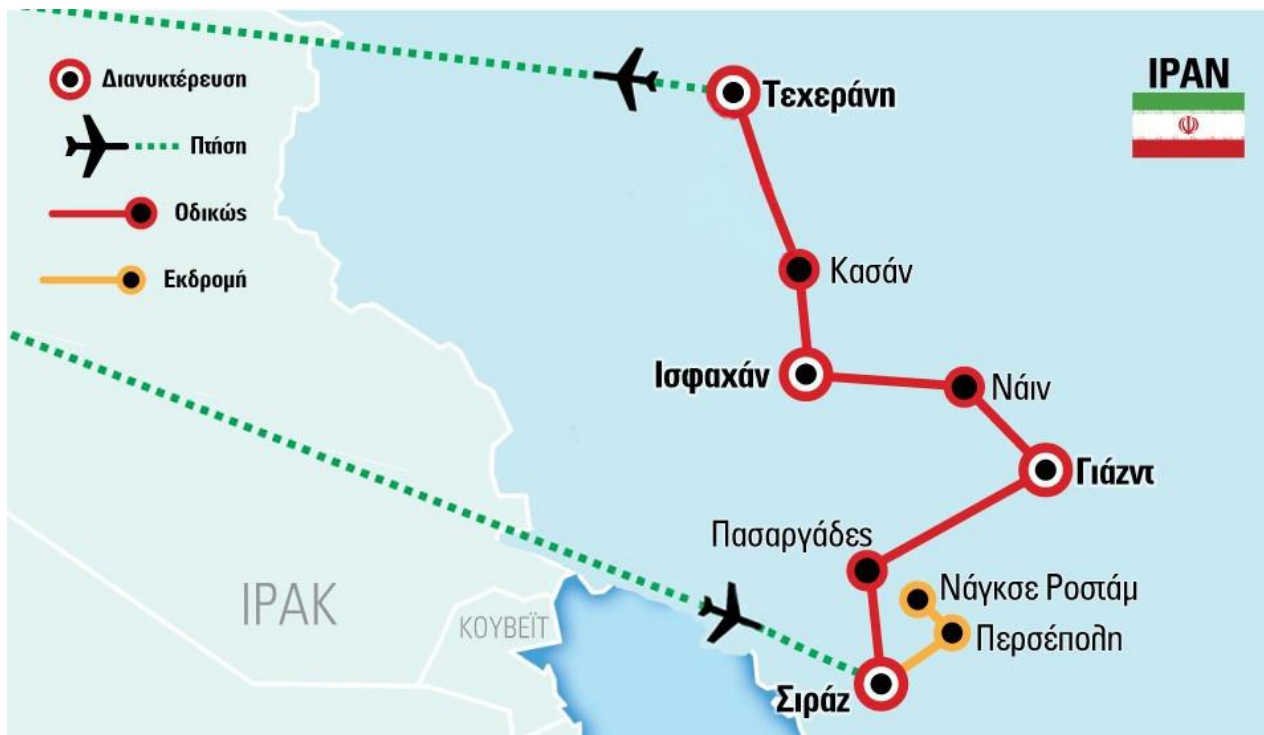 Διανυκτέρευση
Πτήση
Οδικώς
Εκδρομή
ΙΡΑΝ
Τεχεράνη
Κασάν
Ισφαχάν
Νάιν
Γιάζντ
Πασαργάδες
Νάγκσε Ροστάμ
Περσέπολη
Σιράζ
ΙΡΑΚ
ΚΟΥΒΕΪΤ